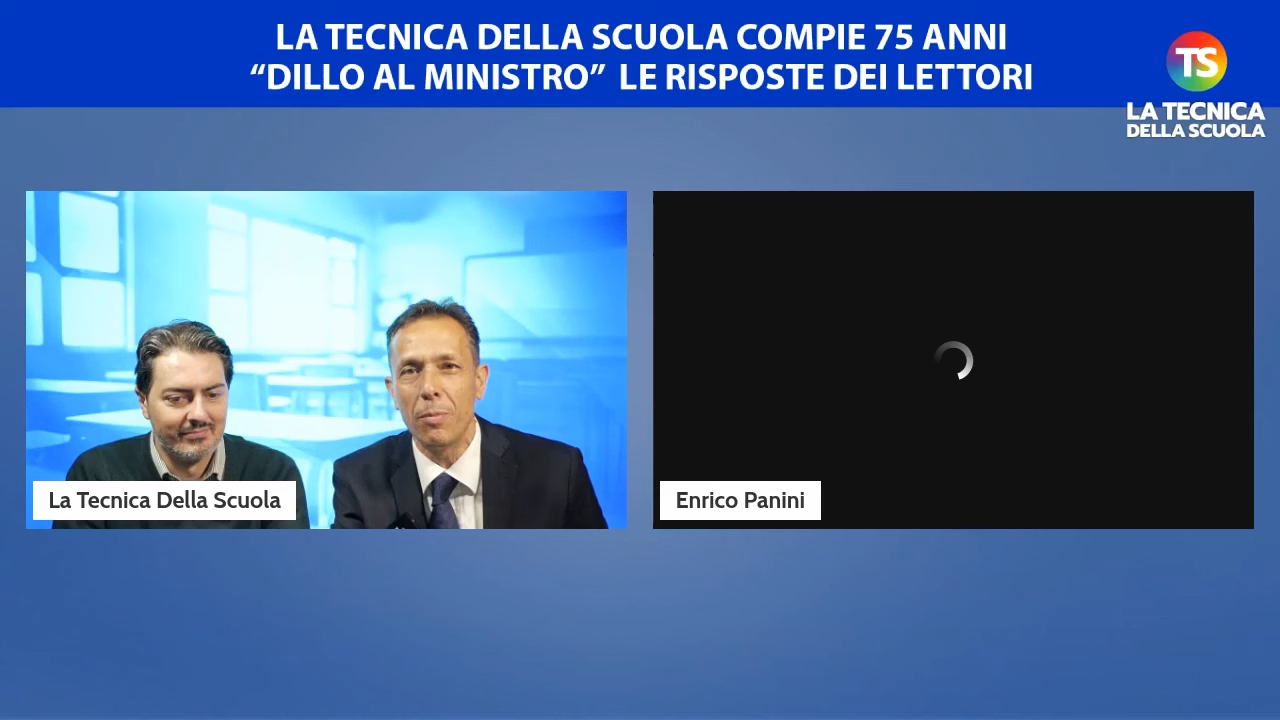 LA TECNICA DELLA SCUOLA COMPIE 75 ANNI
“DILLO AL MINISTRO” LE RISPOSTE DEI LETTORI
TS
LA TECNICA
DELLA SCUOLA
La Tecnica Della Scuola
Enrico Panini